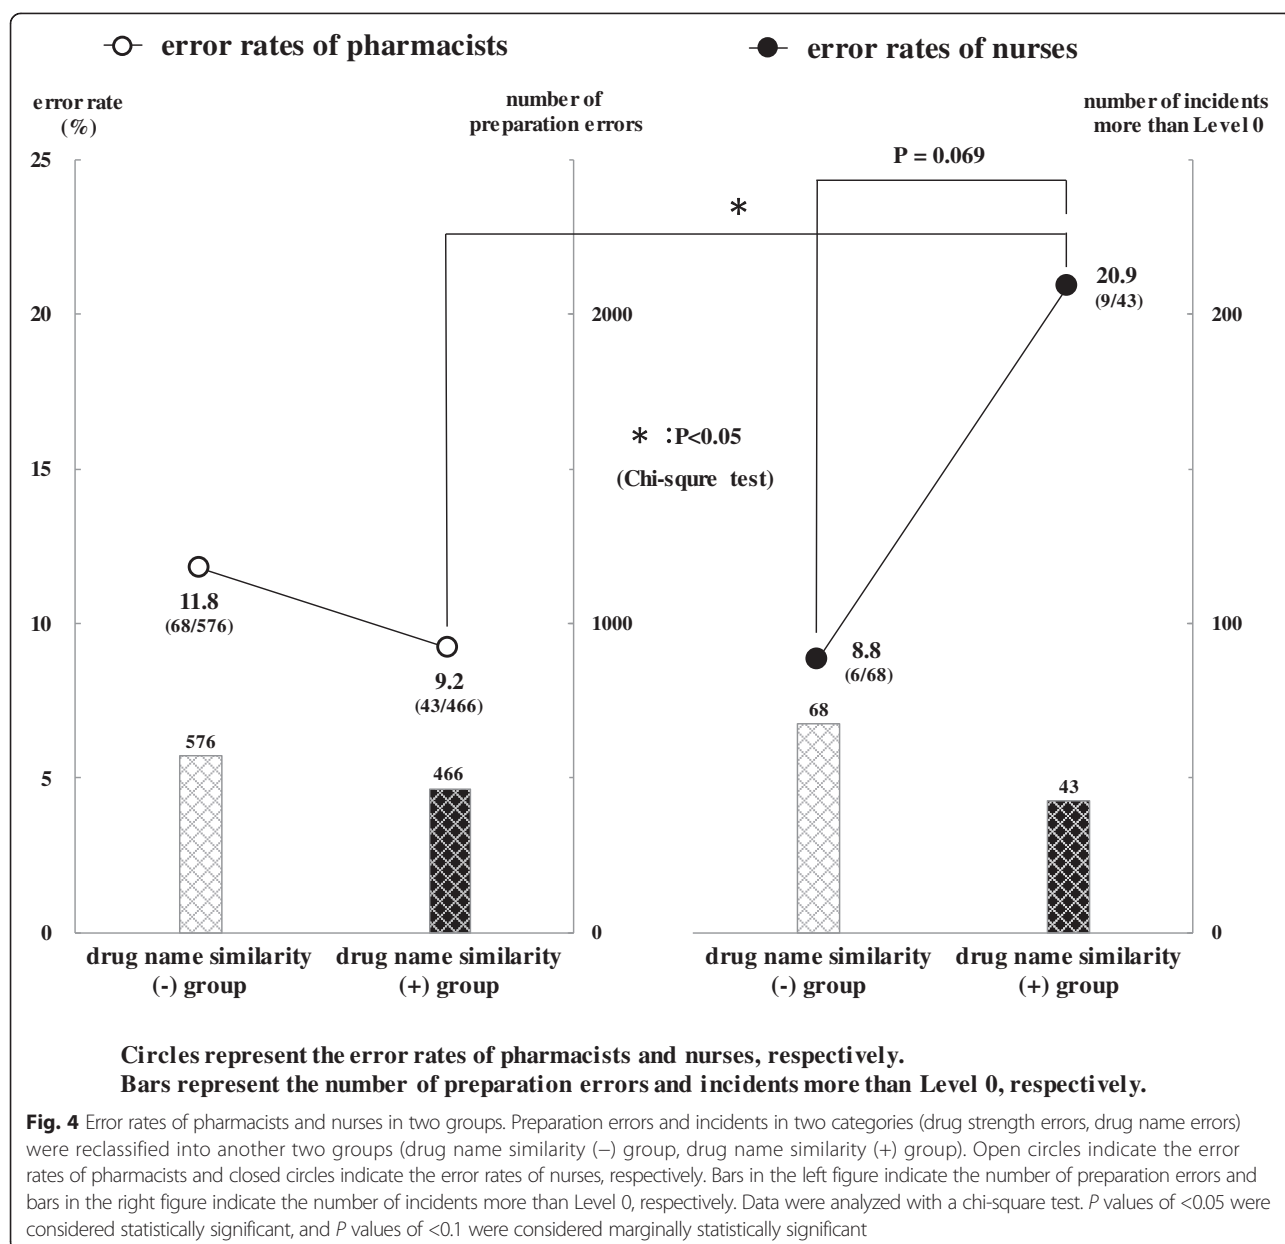 error rates of pharmacists
error rates of nurses
error rate
(%)
number of
preparation errors
number of incidents
more than Level 0
25
20
15
10
5
0
2000
1000
0
200
100
0
P = 0.069
*
20.9
(9/43)
* :P<0.05
(Chi-squre test)
11.8
(68/576)
9.2
(43/466)
8.8
(6/68)
576
466
68
43
drug name similarity
(-) group
drug name similarity
(+) group
drug name similarity
(-) group
drug name similarity
(+) group
Circles represent the error rates of pharmacists and nurses, respectively.
Bars represent the number of preparation errors and incidents more than Level 0, respectively.
Fig. 4 Error rates of pharmacists and nurses in two groups. Preparation errors and incidents in two categories (drug strength errors, drug name errors)
were reclassified into another two groups (drug name similarity (−) group, drug name similarity (+) group). Open circles indicate the error
rates of pharmacists and closed circles indicate the error rates of nurses, respectively. Bars in the left figure indicate the number of preparation errors and
bars in the right figure indicate the number of incidents more than Level 0, respectively. Data were analyzed with a chi-square test. P values of <0.05 were
considered statistically significant, and P values of <0.1 were considered marginally statistically significant